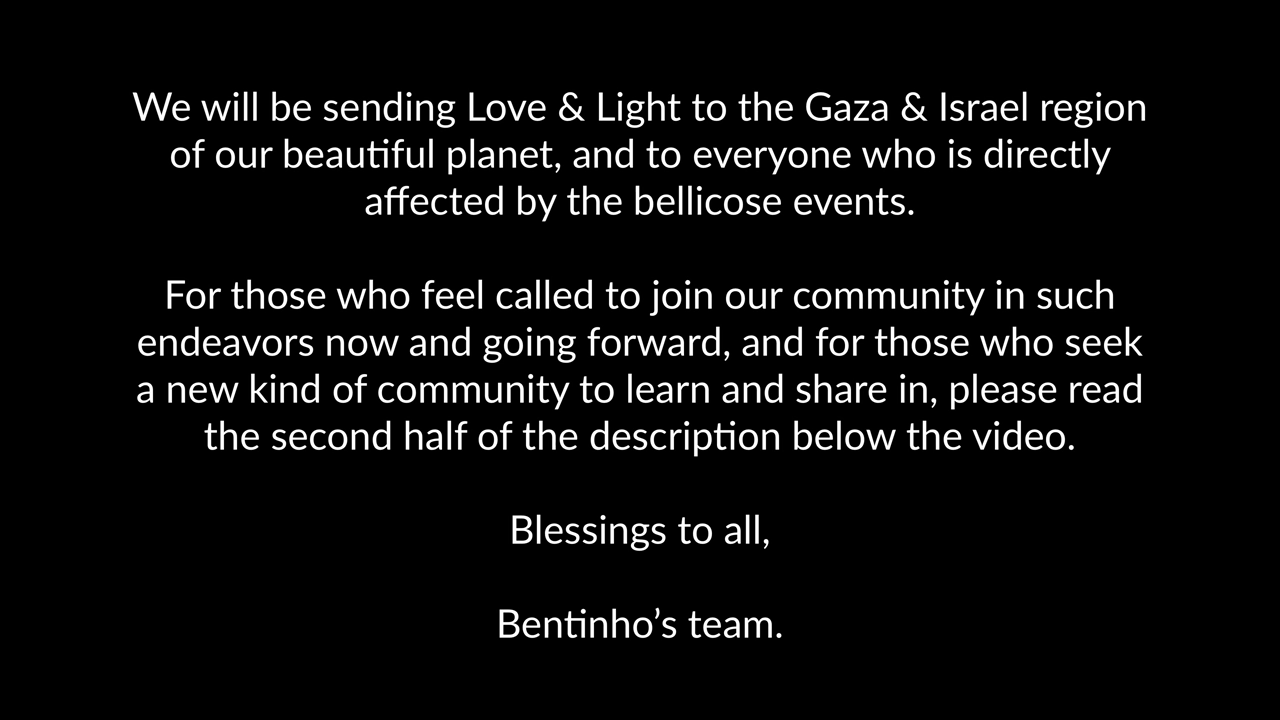 We will be sending Love & Light to the Gaza & Israel region
of our beautiful planet, and to everyone who is directly
affected by the bellicose events.
For those who feel called to join our community in such
endeavors now and going forward, and for those who seek
a new kind of community to learn and share in, please read
the second half of the description below the video.
Blessings to all,
Bentinho’s team.